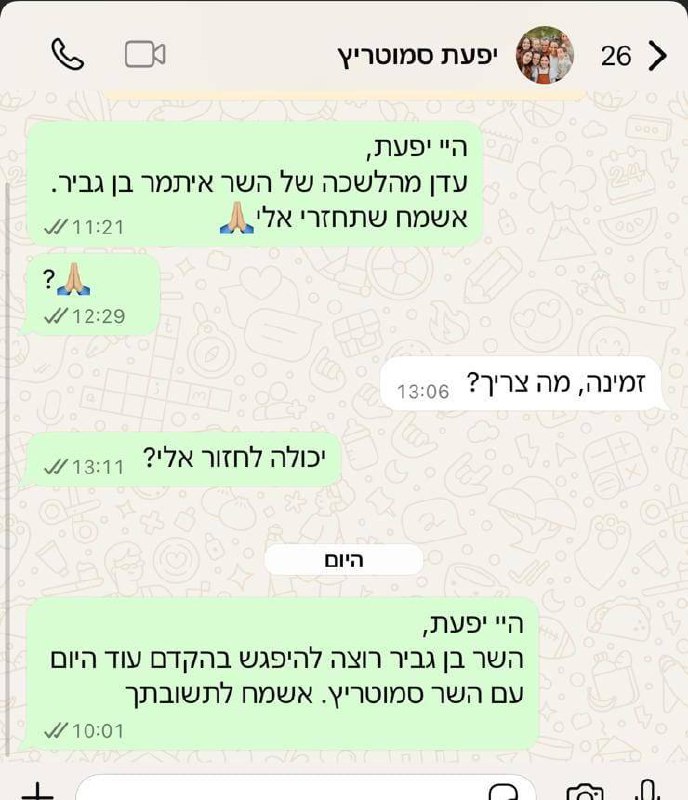 26
יפעת סמוטריץ
היי יפעת,
עדן מהלשכה של השר איתמר בן גביר.
אשמח שתחזרי אלי🙏🏼
11:21
🙏🏼?
12:29
זמינה, מה צריך?
13:06
יכולה לחזור אלי?
13:11
היום
היי יפעת,
השר בן גביר רוצה להיפגש בהקדם עוד היום
עם השר סמוטריץ. אשמח לתשובתך
10:01